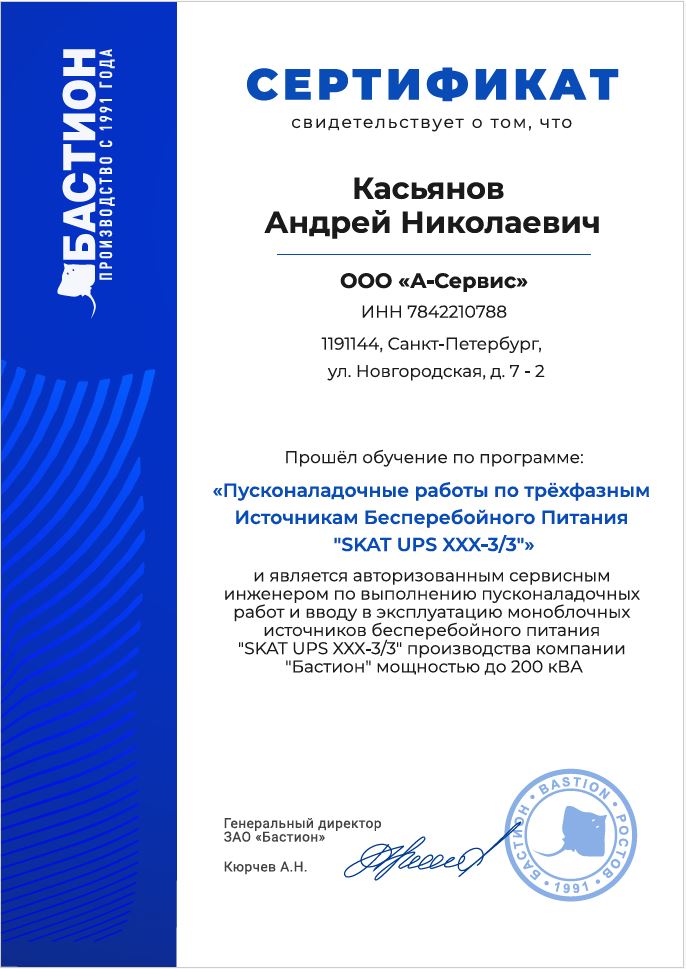 БАСТИОН
ПРОИЗВОДСТВО С 1991 ГОДА
СЕРТИФИКАТ
свидетельствует о том, что
Касьянов
Андрей Николаевич
ООО «А-Сервис»
ИНН 7842210788
1191144, Санкт-Петербург,
ул. Новгородская, д. 7 - 2
Прошёл обучение по программе:
«Пусконаладочные работы по трёхфазным
Источникам Бесперебойного Питания
"SKAT UPS XXX-3/3"»
и является авторизованным сервисным
инженером по выполнению пусконаладочных
работ и вводу в эксплуатацию моноблочных
источников бесперебойного питания
"SKAT UPS XXX-3/3" производства компании
"Бастион" мощностью до 200 кВА
Генеральный директор
ЗАО «Бастион»
Кюрчев А.Н.
БАСТИОН • BASTION • РОСТОВ • 1991 •